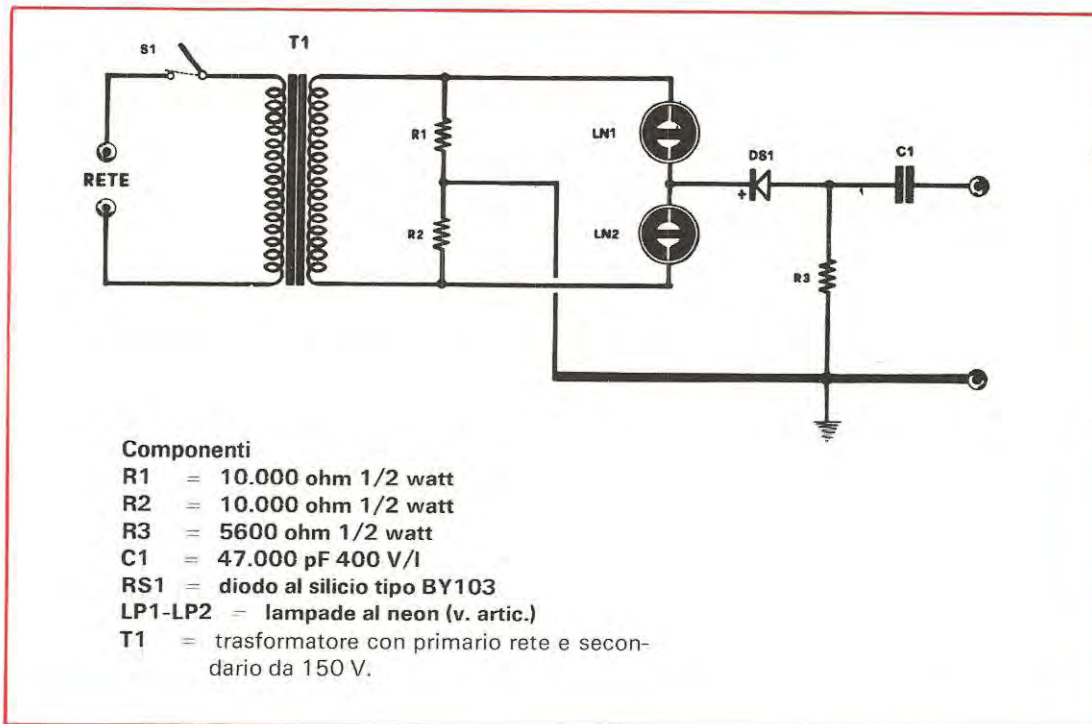 T1
S1
RETE
R1
R2
LN1
LN2
DS1
+
C1
R3
Componenti
R1 = 10.000 ohm 1/2 watt
R2 = 10.000 ohm 1/2 watt
R3 = 5600 ohm 1/2 watt
C1 = 47.000 pF 400 V/l
RS1 = diodo al silicio tipo BY103
LP1-LP2 = lampade al neon (v. artic.)
T1 = trasformatore con primario rete e secon-
dario da 150 V.